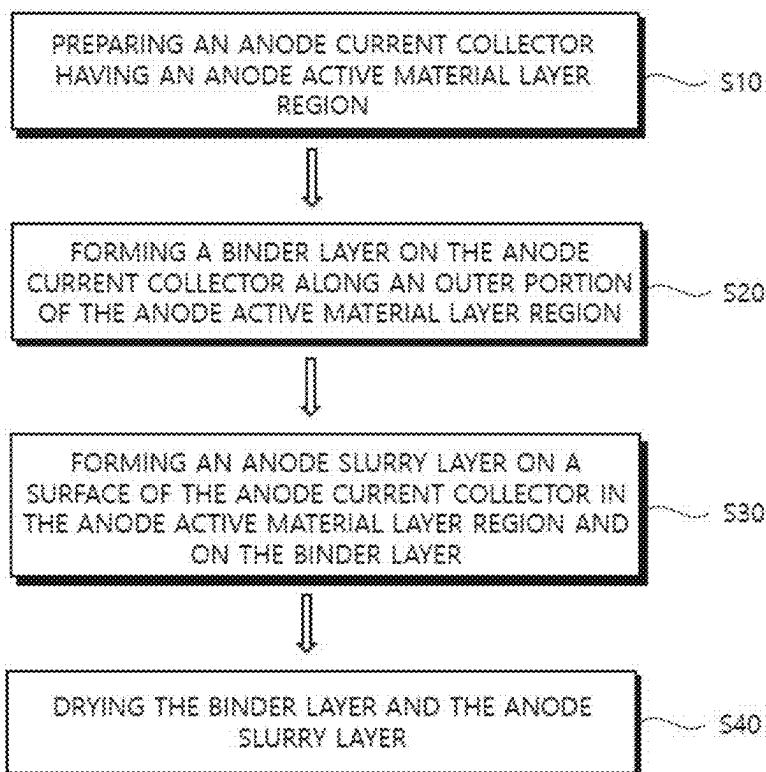 PREPARING AN ANODE CURRENT COLLECTOR
HAVING AN ANODE ACTIVE MATERIAL LAYER
REGION
S10
FORMING A BINDER LAYER ON THE ANODE
CURRENT COLLECTOR ALONG AN OUTER PORTION
OF THE ANODE ACTIVE MATERIAL LAYER REGION
S20
FORMING AN ANODE SLURRY LAYER ON A
SURFACE OF THE ANODE CURRENT COLLECTOR IN
THE ANODE ACTIVE MATERIAL LAYER REGION AND
ON THE BINDER LAYER
S30
DRYING THE BINDER LAYER AND THE ANODE
SLURRY LAYER
S40